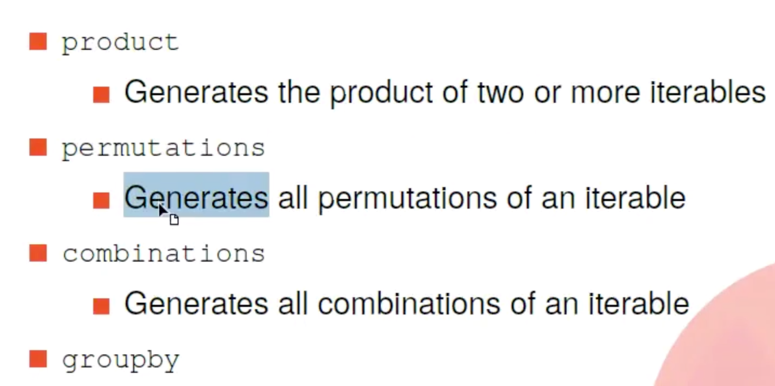 product
Generates the product of two or more iterables
permutations
Generates all permutations of an iterable
combinations
Generates all combinations of an iterable
groupby